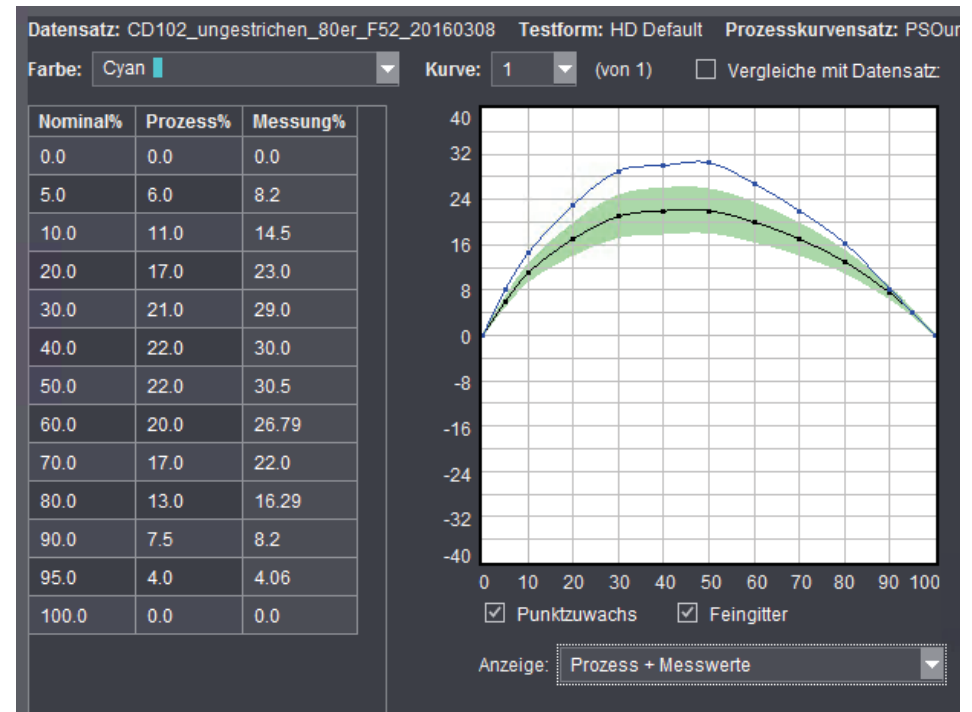 Datensatz: CD102_ungestrichen_80er_F52_20160308 Testform: HD Default Prozesskurvensatz: PSOur
Farbe: Cyan Kurve: 1 (von 1) Vergleiche mit Datensatz:
Nominal% Prozess% Messung%
0.0 0.0 0.0
5.0 6.0 8.2
10.0 11.0 14.5
20.0 17.0 23.0
30.0 21.0 29.0
40.0 22.0 30.0
50.0 22.0 30.5
60.0 20.0 26.79
70.0 17.0 22.0
80.0 13.0 16.29
90.0 7.5 8.2
95.0 4.0 4.06
100.0 0.0 0.0
40
32
24
16
8
0
-8
-16
-24
-32
-40
0 10 20 30 40 50 60 70 80 90 100
Punktzuwachs Feingitter
Anzeige: Prozess + Messwerte